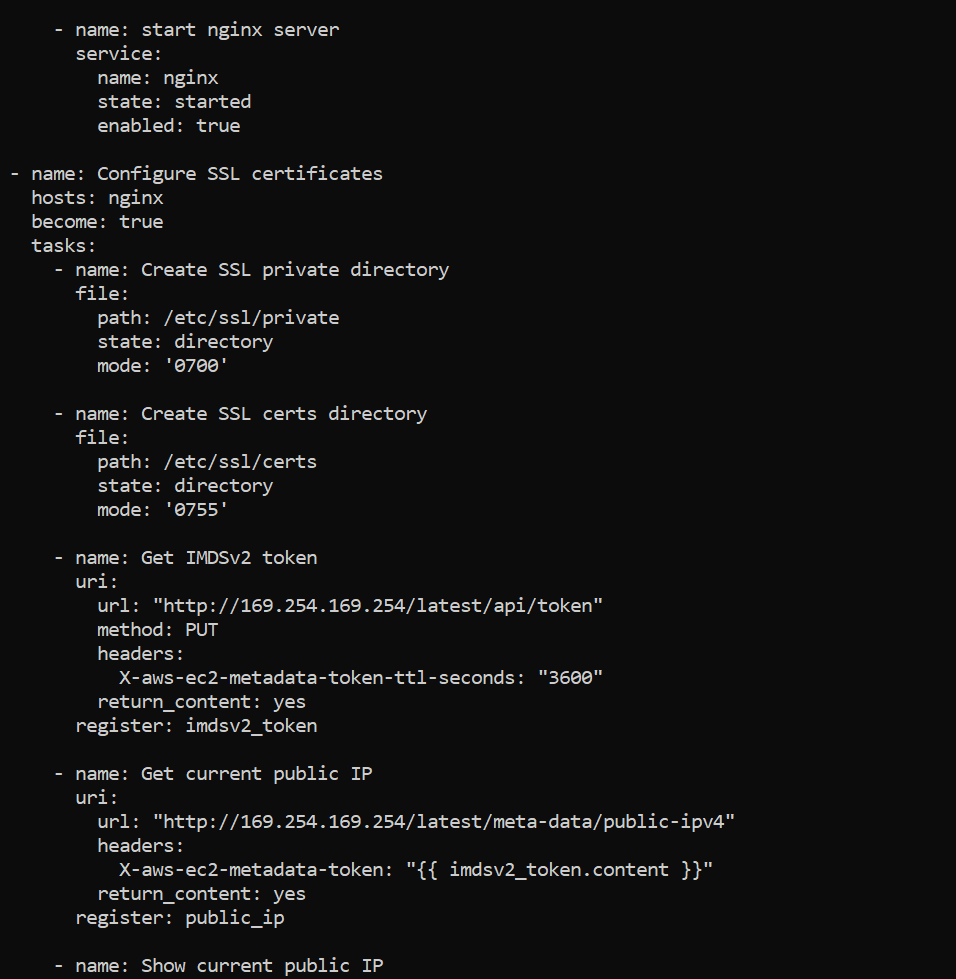 - name: start nginx server
      service:
        name: nginx
        state: started
        enabled: true

- name: Configure SSL certificates
  hosts: nginx
  become: true
  tasks:
    - name: Create SSL private directory
      file:
        path: /etc/ssl/private
        state: directory
        mode: '0700'

    - name: Create SSL certs directory
      file:
        path: /etc/ssl/certs
        state: directory
        mode: '0755'

    - name: Get IMDSv2 token
      uri:
        url: "http://169.254.169.254/latest/api/token"
        method: PUT
        headers:
          X-aws-ec2-metadata-token-ttl-seconds: "3600"
        return_content: yes
      register: imdsv2_token

    - name: Get current public IP
      uri:
        url: "http://169.254.169.254/latest/meta-data/public-ipv4"
        headers:
          X-aws-ec2-metadata-token: "{{ imdsv2_token.content }}"
        return_content: yes
      register: public_ip

    - name: Show current public IP